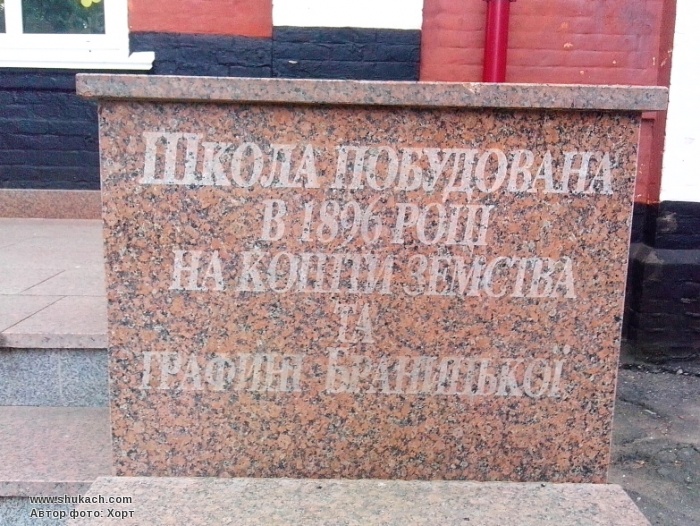 Школа побудована
в 1896 році
на кошти земства
та
графині Браницької
www.shukach.com
Автор фото: Хорт